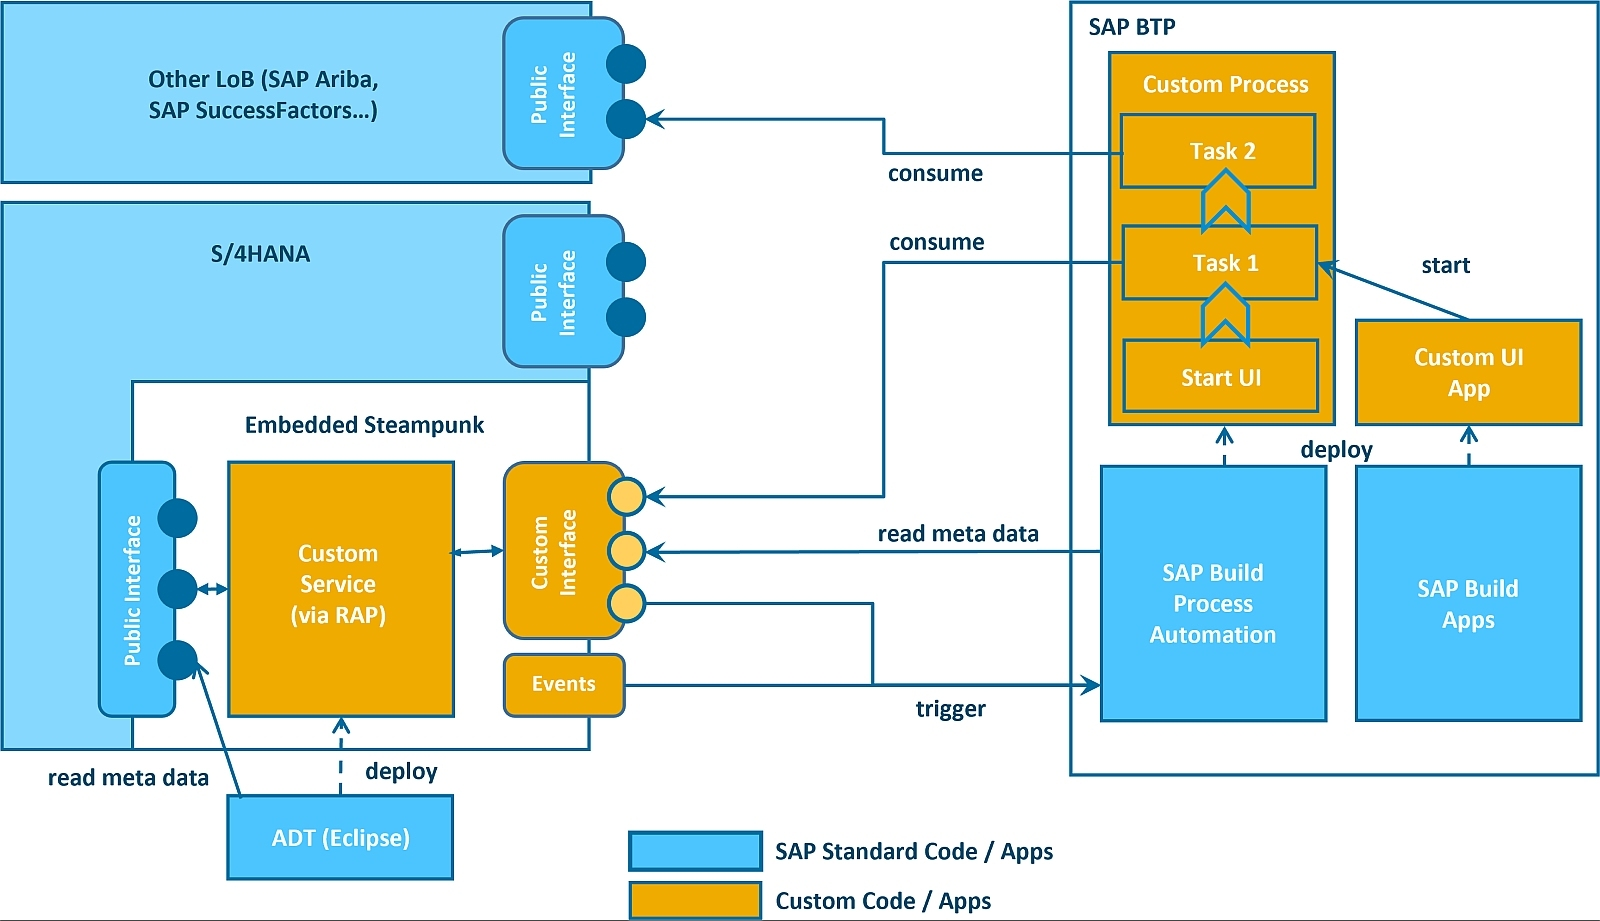 Other LoB (SAP Ariba,
SAP SuccessFactors...)
Public
Interface
consume
SAP BTP
Custom Process
Task 2
Task 1
Start UI
start
Custom UI
App
S/4HANA
Public
Interface
consume
Embedded Steampunk
Public Interface
Custom
Service
(via RAP)
Custom
Interface
Events
read meta data
trigger
deploy
SAP Build
Process
Automation
SAP Build
Apps
read meta data
deploy
ADT (Eclipse)
SAP Standard Code / Apps
Custom Code / Apps